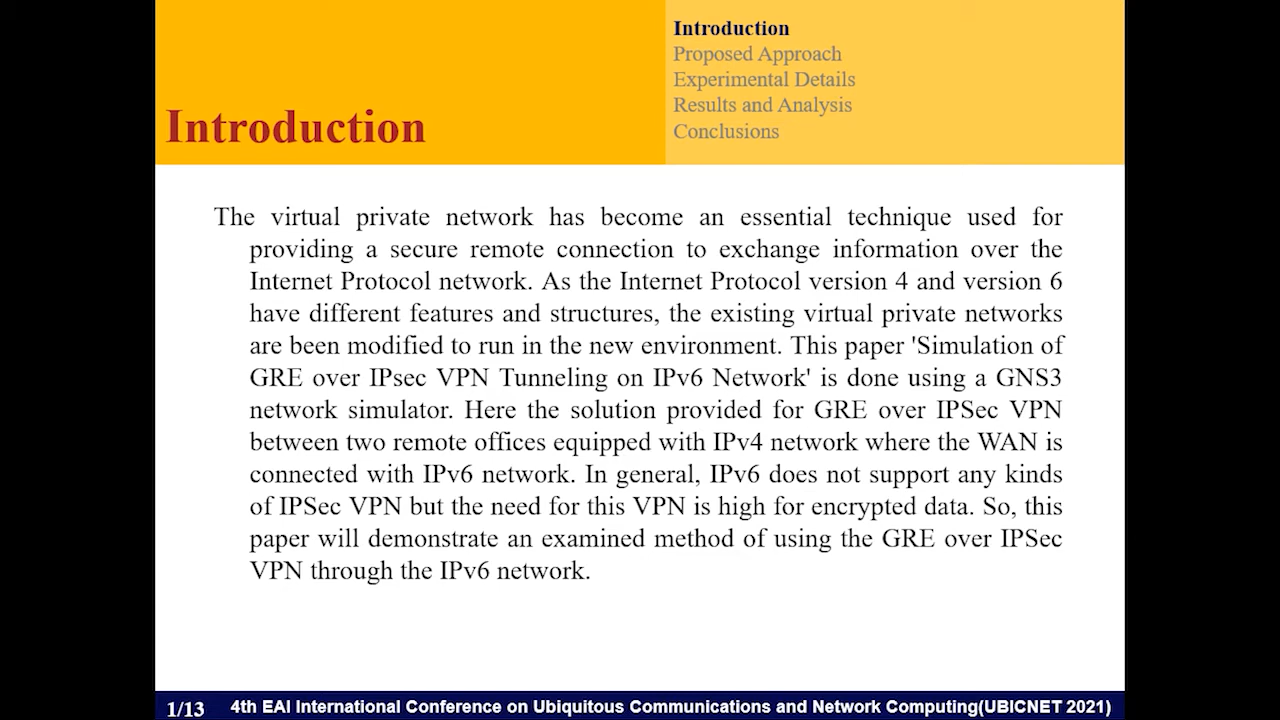 Introduction
Introduction
Proposed Approach
Experimental Details
Results and Analysis
Conclusions
The virtual private network has become an essential technique used for
providing a secure remote connection to exchange information over the
Internet Protocol network. As the Internet Protocol version 4 and version 6
have different features and structures, the existing virtual private networks
are been modified to run in the new environment. This paper 'Simulation of
GRE over IPsec VPN Tunneling on IPv6 Network' is done using a GNS3
network simulator. Here the solution provided for GRE over IPSec VPN
between two remote offices equipped with IPv4 network where the WAN is
connected with IPv6 network. In general, IPv6 does not support any kinds
of IPSec VPN but the need for this VPN is high for encrypted data. So, this
paper will demonstrate an examined method of using the GRE over IPSec
VPN through the IPv6 network.
1/13 4th EAI International Conference on Ubiquitous Communications and Network Computing(UBICNET 2021)